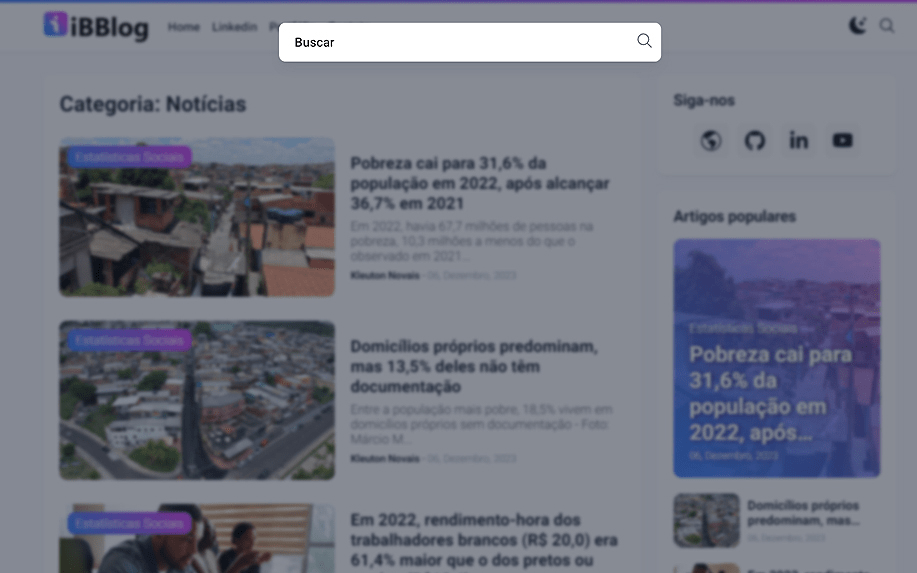 iBBlog
Home
Linkedin
Buscar
Categoria: Notícias
Estatísticas Sociais
Pobreza cai para 31,6% da
população em 2022, após alcançar
36,7% em 2021
Em 2022, havia 67,7 milhões de pessoas na
pobreza, 10,3 milhões a menos do que o
observado em 2021...
Kleuton Novais - 06, Dezembro, 2023
Estatísticas Sociais
Domicílios próprios predominam,
mas 13,5% deles não têm
documentação
Entre a população mais pobre, 18,5% vivem em
domicílios próprios sem documentação - Foto:
Márcio M...
Kleuton Novais - 06, Dezembro, 2023
Estatísticas Sociais
Em 2022, rendimento-hora dos
trabalhadores brancos (R$ 20,0) era
61,4% maior que o dos pretos ou
Siga-nos
Artigos populares
Estatísticas Sociais
Pobreza cai para
31,6% da
população em
2022, após...
06, Dezembro, 2023
Domicílios próprios
predominam, mas...
06, Dezembro, 2023